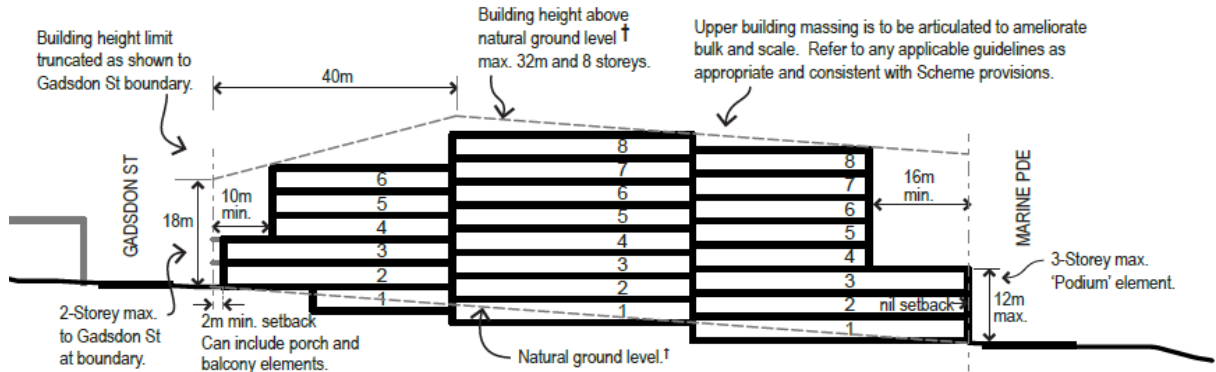 Building height limit
truncated as shown to
Gadsdon St boundary.
40m
Building height above
natural ground level †
max. 32m and 8 storeys.
Upper building massing is to be articulated to ameliorate
bulk and scale. Refer to any applicable guidelines as
appropriate and consistent with Scheme provisions.
GADSDON ST
18m
10m
min.
6
5
4
3
2
1
8
7
6
5
4
3
2
1
8
7
6
5
4
3
2
1
16m
min.
nil setback
12m
max.
MARINE PDE
3-Storey max.
'Podium' element.
2-Storey max.
to Gadsdon St
at boundary.
2m min. setback
Can include porch and
balcony elements.
Natural ground level.†